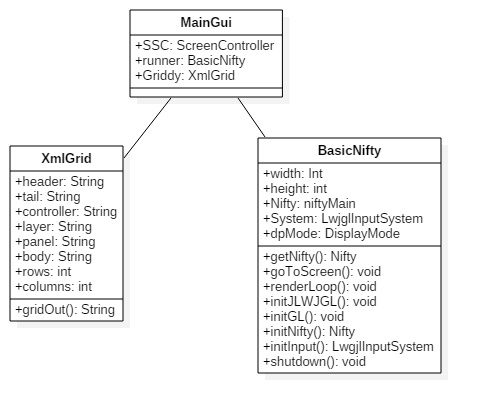 MainGui
+SSC: ScreenController
+runner: BasicNifty
+Griddy: XmlGrid
XmlGrid
+header: String
+tail: String
+controller: String
+layer: String
+panel: String
+body: String
+rows: int
+columns: int
+gridOut(): String
BasicNifty
+width: Int
+height: int
+Nifty: niftyMain
+System: LwjglInputSystem
+dpMode: DisplayMode
+getNifty(): Nifty
+goToScreen(): void
+renderLoop(): void
+initJLWJGL(): void
+initGL(): void
+initNifty(): Nifty
+initInput(): LwgjlInputSystem
+shutdown(): void